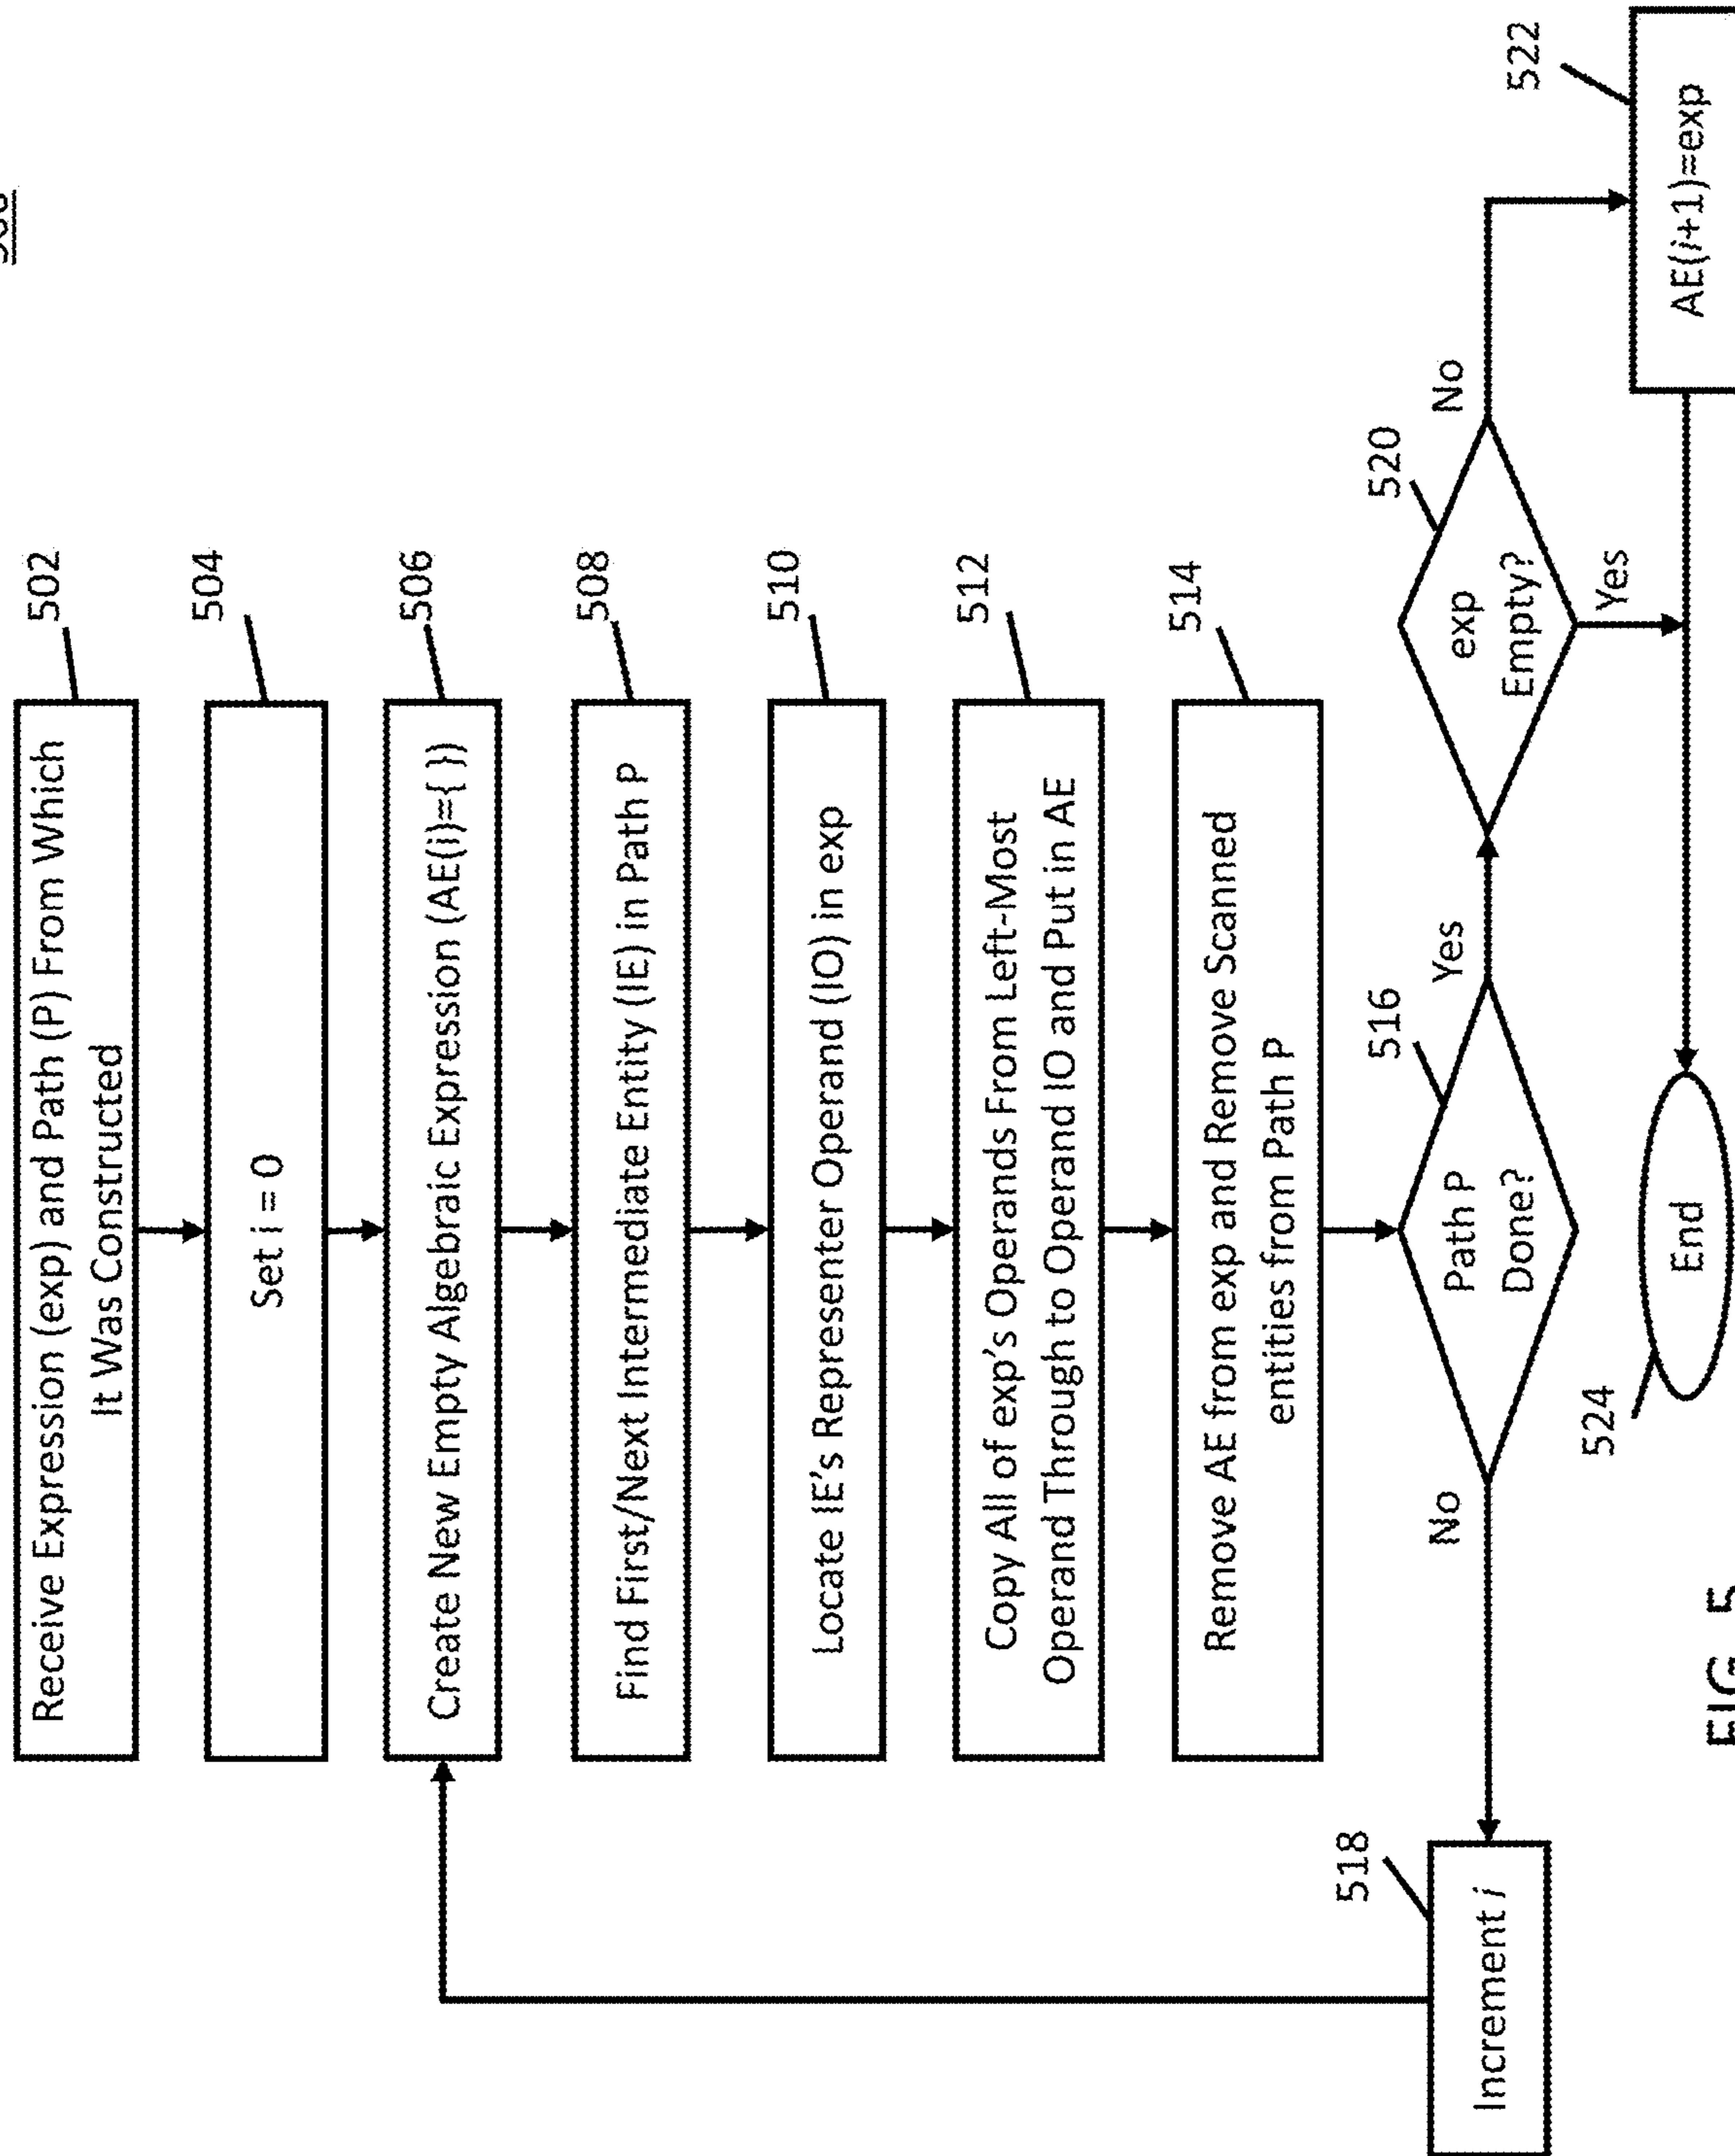 Receive Expression (exp) and Path (P) From Which
It Was Constructed
502
Set i = 0
504
Create New Empty Algebraic Expression (AE(i)={ })
506
Find First/Next Intermediate Entity (IE) in Path P
508
Locate IE's Representer Operand (IO) in exp
510
Copy All of exp's Operands From Left-Most
Operand Through to Operand IO and Put in AE
512
Remove AE from exp and Remove Scanned
entities from Path P
514
Path P
Done?
516
No
Yes
Increment i
518
exp
Empty?
520
No
Yes
AE(i+1)=exp
522
End
524
FIG. 5